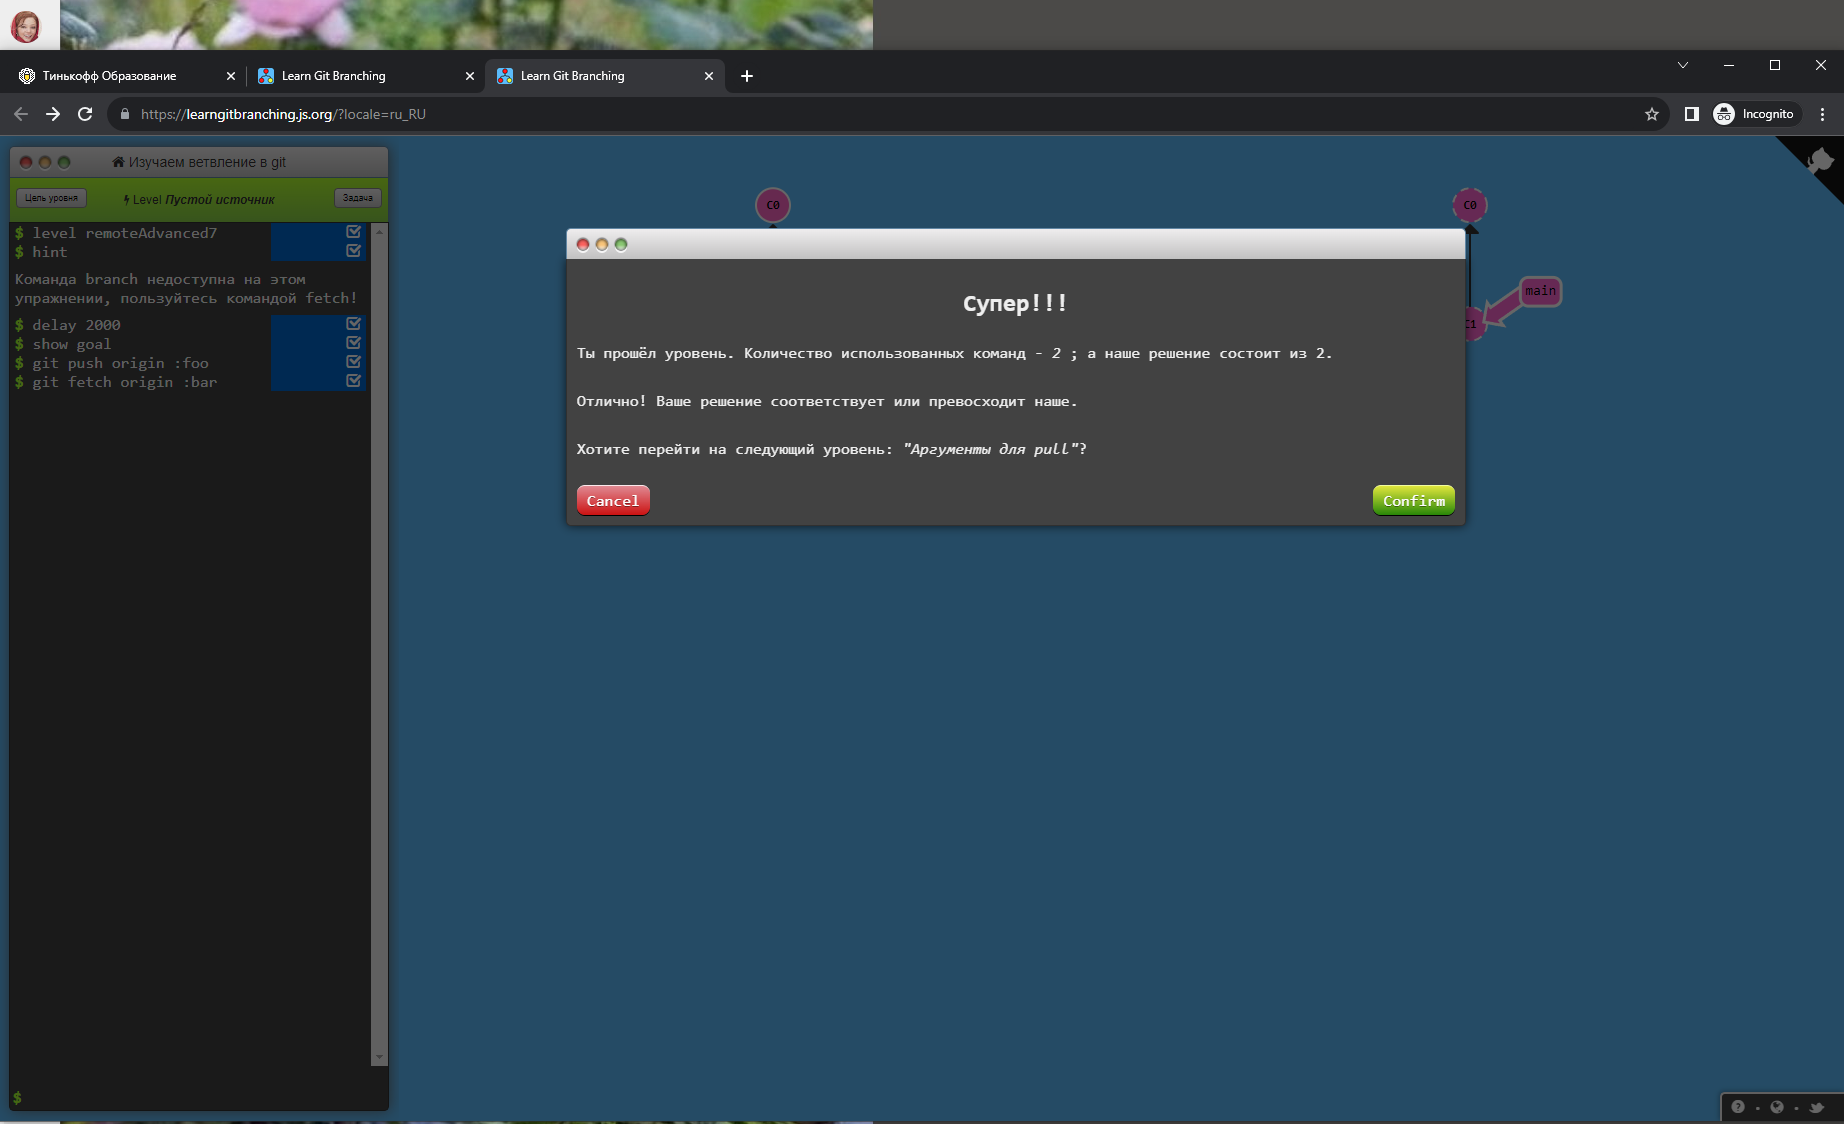 Тинькофф Образование
Learn Git Branching
Learn Git Branching
https://learngitbranching.js.org/?locale=ru_RU
Incognito
Изучаем ветвление в git
Цель уровня
Level Пустой источник
Задача
$ level remoteAdvanced7
$ hint
Команда branch недоступна на этом
упражнении, пользуйтесь командой fetch!
$ delay 2000
$ show goal
$ git push origin :foo
$ git fetch origin :bar
$
C0
C0
main
C1
Супер!!!
Ты прошёл уровень. Количество использованных команд - 2 ; а наше решение состоит из 2.
Отлично! Ваше решение соответствует или превосходит наше.
Хотите перейти на следующий уровень: "Аргументы для pull"?
Cancel
Confirm